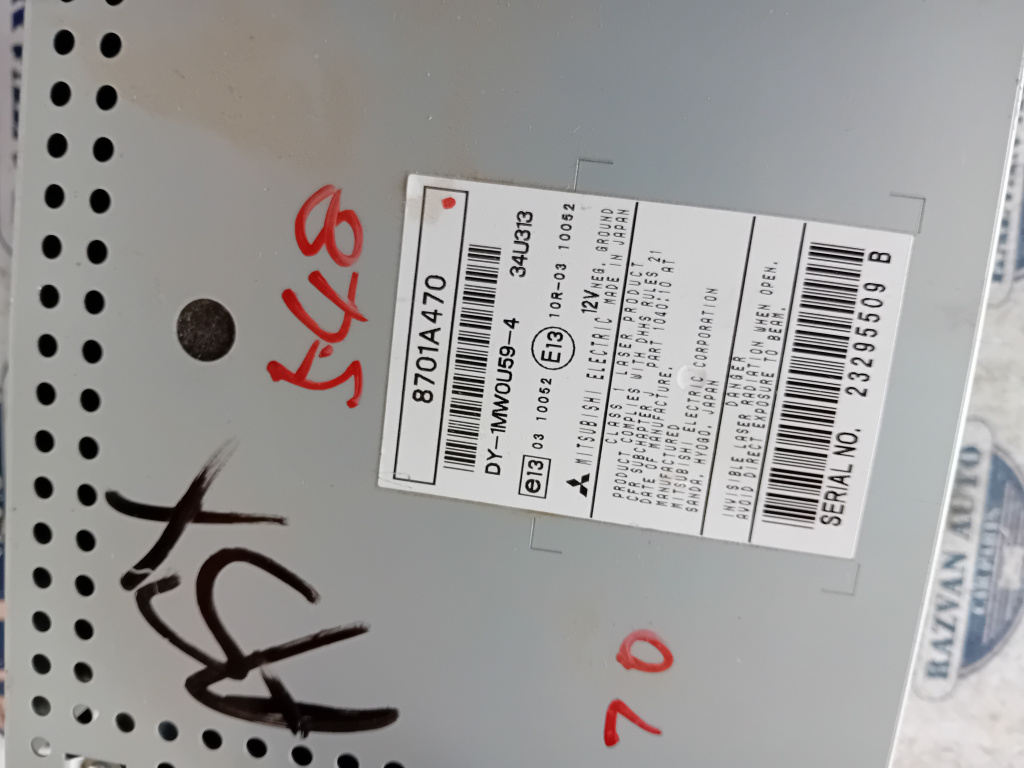 8701A470
DY-1MW0U59-4 34U313
e13 03 10052 E13 10R-03 10052
MITSUBISHI ELECTRIC 12V NEG. GROUND
MADE IN JAPAN
CLASS 1 LASER PRODUCT
PRODUCT COMPLIES WITH DHHS RULES 21
CFR SUBCHAPTER J PART 1040:10 AT
DATE OF MANUFACTURE.
MANUFACTURED
MITSUBISHI ELECTRIC CORPORATION
SANDA, HYOGO, JAPAN
DANGER
INVISIBLE LASER RADIATION WHEN OPEN.
AVOID DIRECT EXPOSURE TO BEAM.
SERIAL NO. 23295509 B
5.48
70
RAZVAN AUTO